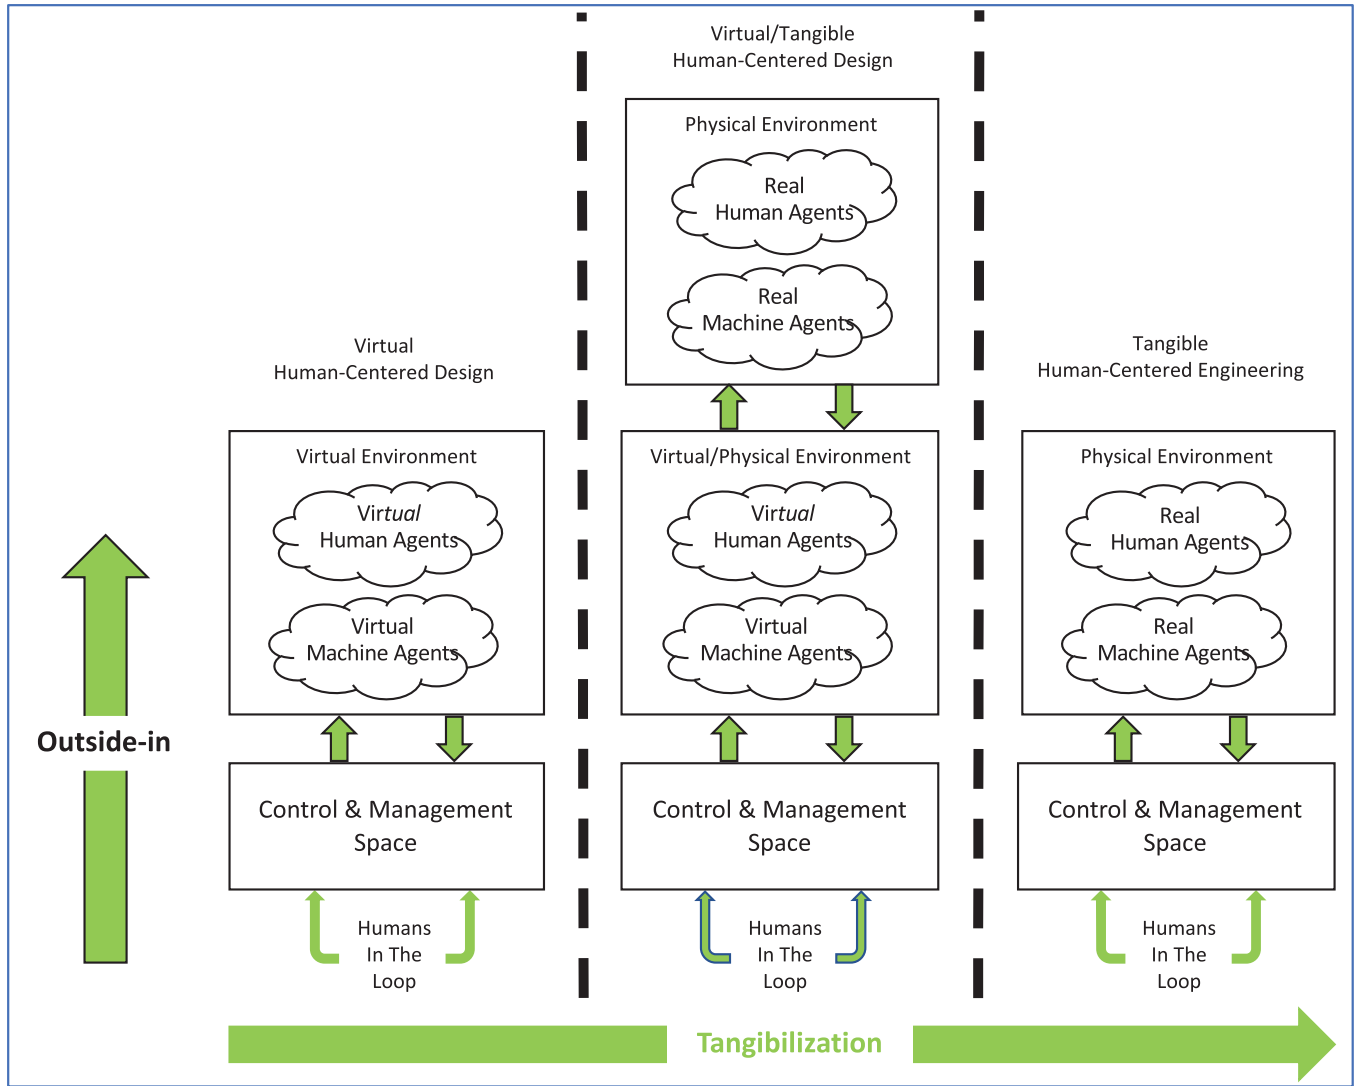 Virtual/Tangible
Human-Centered Design
Physical Environment
Real
Human Agents
Real
Machine Agents
Virtual
Human-Centered Design
Virtual Environment
Virtual
Human Agents
Virtual
Machine Agents
Virtual/Physical Environment
Virtual
Human Agents
Virtual
Machine Agents
Tangible
Human-Centered Engineering
Physical Environment
Real
Human Agents
Real
Machine Agents
Outside-in
Control & Management
Space
Control & Management
Space
Control & Management
Space
Humans
In The
Loop
Humans
In The
Loop
Humans
In The
Loop
Tangibilization